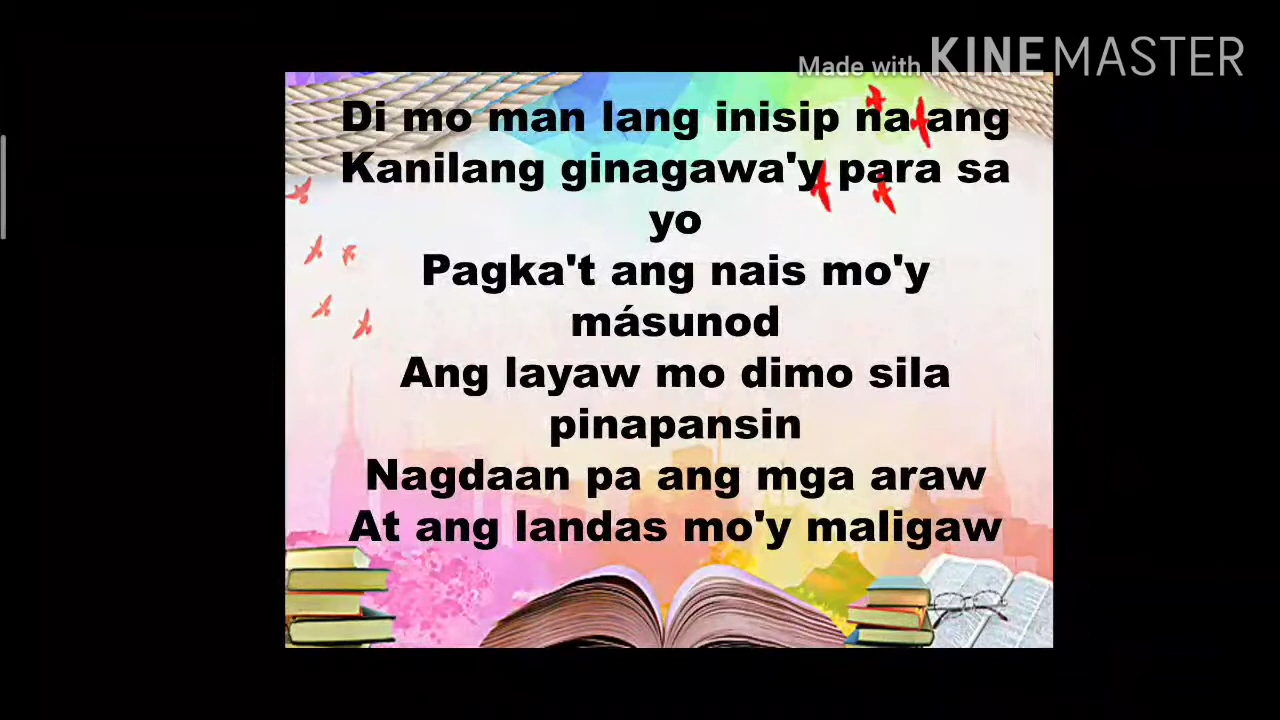 Made with KINEMASTER
Di mo man lang inisip na ang
Kanilang ginagawa'y para sa
yo
Pagka't ang nais mo'y
másunod
Ang layaw mo dimo sila
pinapansin
Nagdaan pa ang mga araw
At ang landas mo'y maligaw